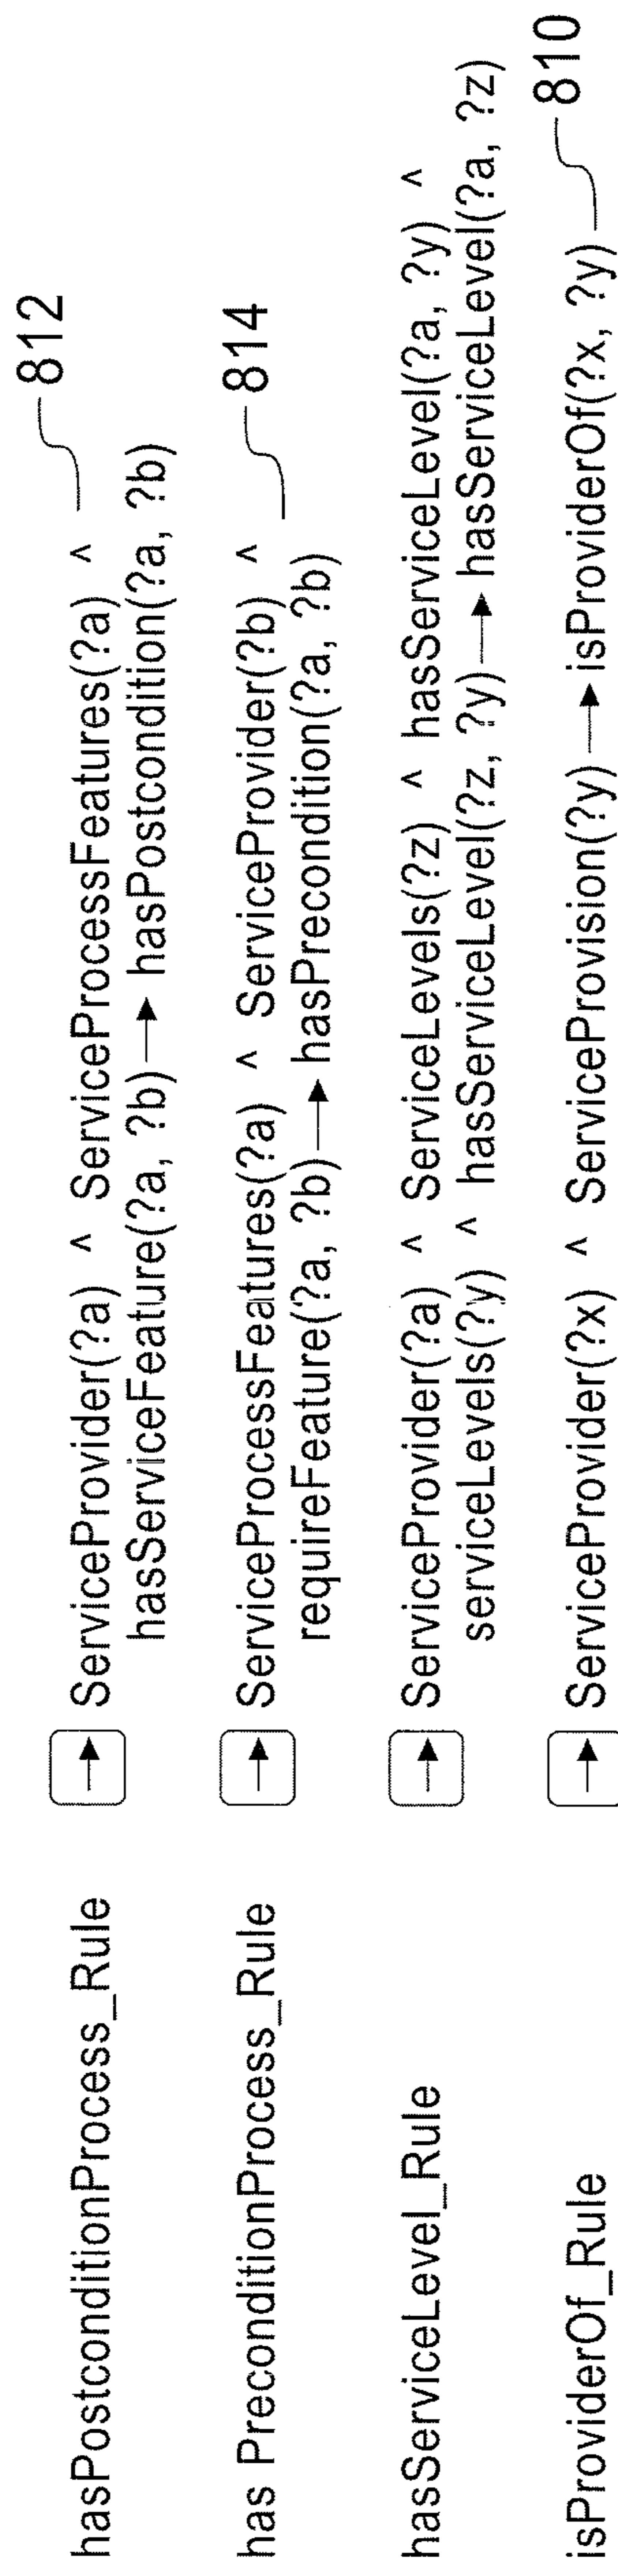 hasPostconditionProcess_Rule
→ ServiceProvider(?a) ^ ServiceProcessFeatures(?a) ^
hasServiceFeature(?a, ?b) → hasPostcondition(?a, ?b)
812
has PreconditionProcess_Rule
→ ServiceProcessFeatures(?a) ^ ServiceProvider(?b) ^
requireFeature(?a, ?b) → hasPrecondition(?a, ?b)
814
hasServiceLevel_Rule
→ ServiceProvider(?a) ^ ServiceLevels(?z) ^ hasServiceLevel(?a, ?y) ^
serviceLevels(?y) ^ hasServiceLevel(?z, ?y) → hasServiceLevel(?a, ?z)
isProviderOf_Rule
→ ServiceProvider(?x) ^ ServiceProvision(?y) → isProviderOf(?x, ?y)
810